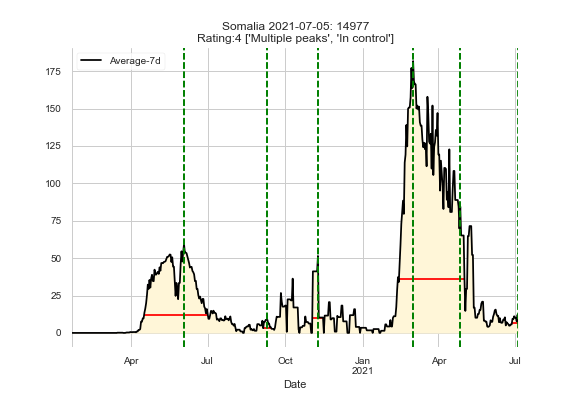 Somalia 2021-07-05: 14977
Rating:4 ['Multiple peaks', 'In control']
Average-7d
175
150
125
100
75
50
25
0
Apr Jul Oct Jan Apr Jul
2021
Date